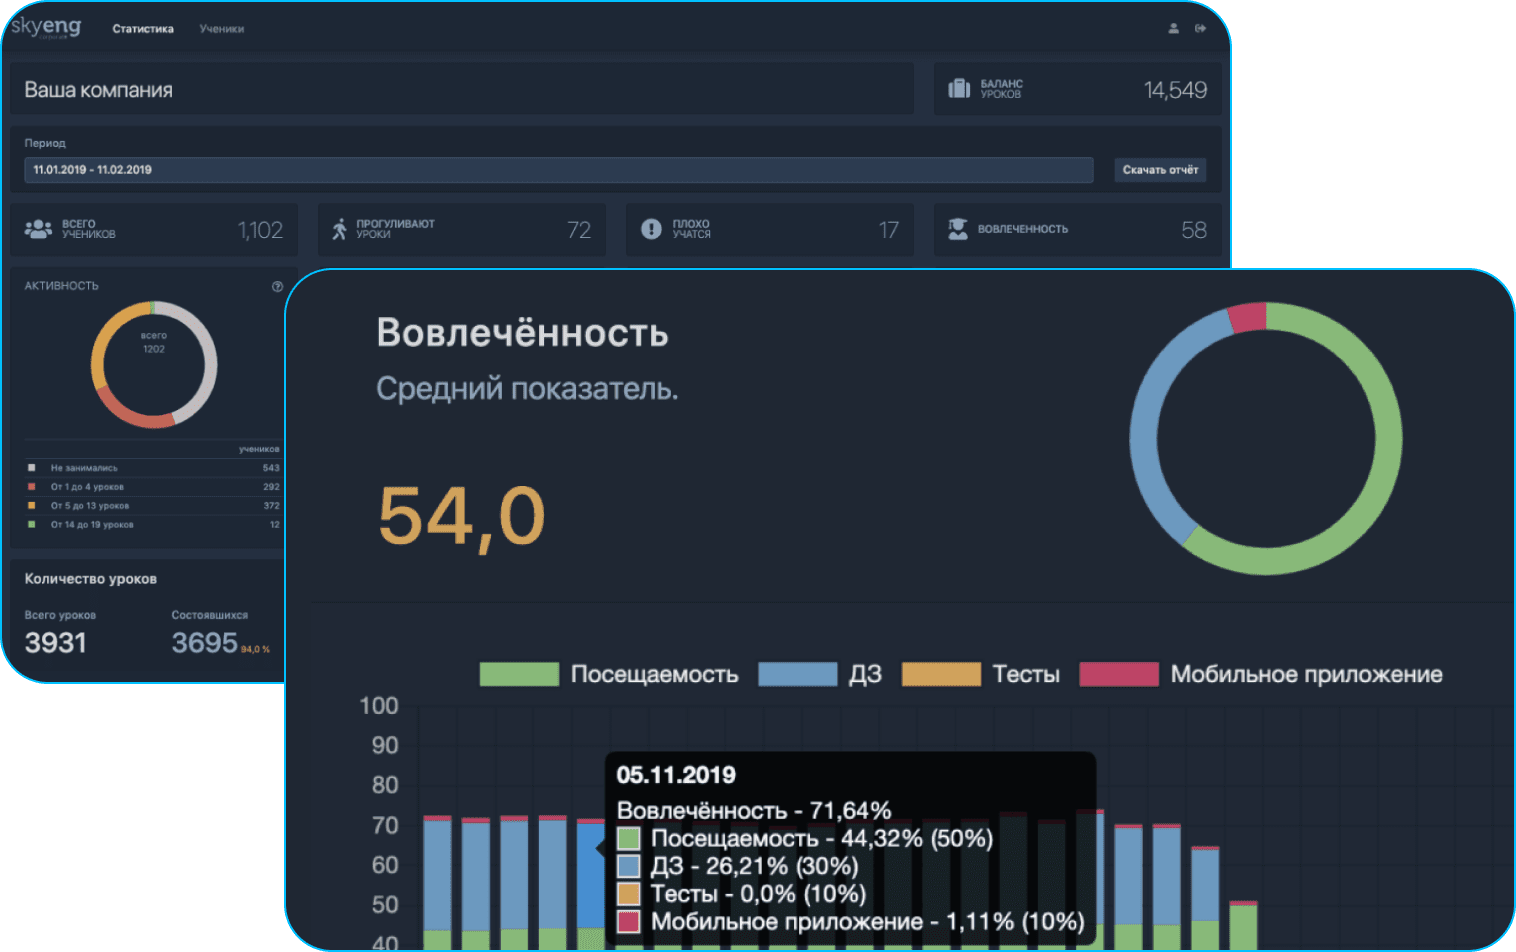 skyeng
Статистика
Ученики
Ваша компания
БАЛАНС
УРОКОВ
14,549
Период
11.01.2019 - 11.02.2019
Скачать отчёт
ВСЕГО
УЧЕНИКОВ
1,102
ПРОГУЛИВАЮТ
УРОКИ
72
ПЛОХО
УЧАТСЯ
17
ВОВЛЕЧЕННОСТЬ
58
АКТИВНОСТЬ
всего
1202
учеников
Не занимались 543
От 1 до 4 уроков 292
От 5 до 13 уроков 372
От 14 до 19 уроков 12
Количество уроков
Всего уроков
3931
Состоявшихся
3695 94,0 %
Вовлечённость
Средний показатель.
54,0
Посещаемость ДЗ Тесты Мобильное приложение
100
90
80
70
60
50
40
05.11.2019
Вовлечённость - 71,64%
Посещаемость - 44,32% (50%)
ДЗ - 26,21% (30%)
Тесты - 0,0% (10%)
Мобильное приложение - 1,11% (10%)